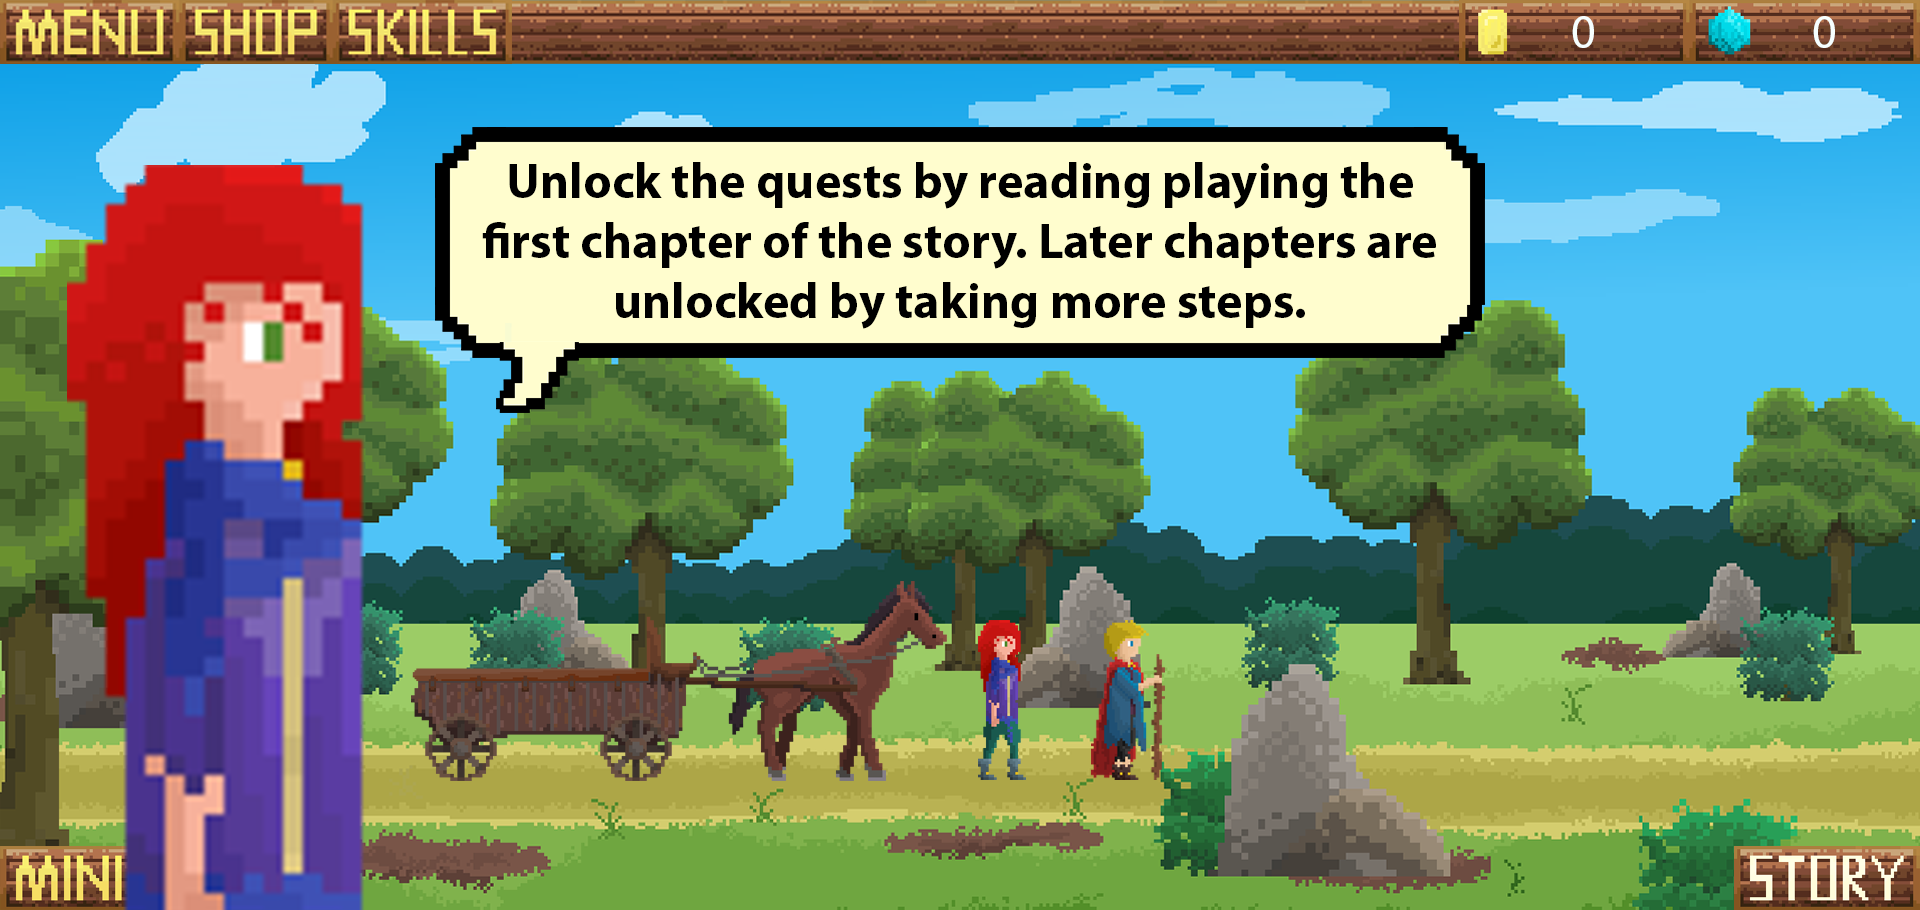 MENU SHOP SKILLS 0 0
Unlock the quests by reading playing the
first chapter of the story. Later chapters are
unlocked by taking more steps.
MINI STORY